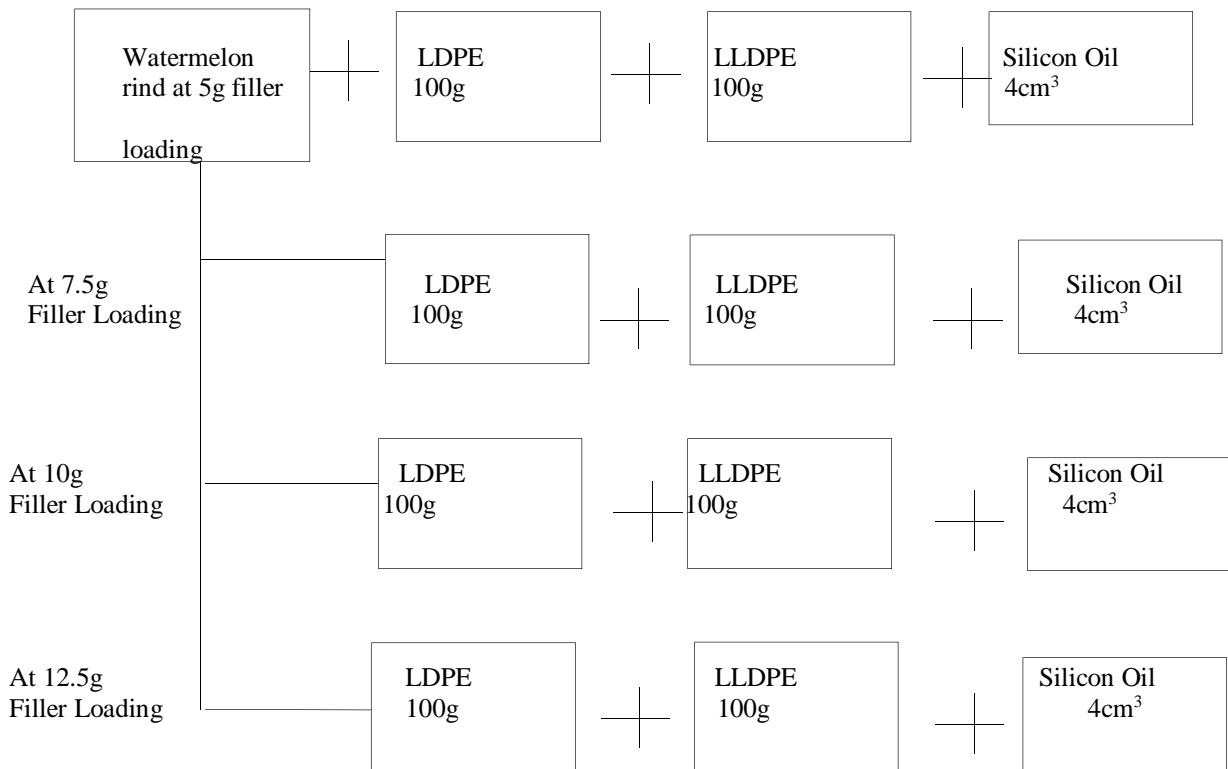 Watermelon
rind at 5g filler
loading
LDPE
100g
LLDPE
100g
Silicon Oil
4cm³
At 7.5g
Filler Loading
LDPE
100g
LLDPE
100g
Silicon Oil
4cm³
At 10g
Filler Loading
LDPE
100g
LLDPE
100g
Silicon Oil
4cm³
At 12.5g
Filler Loading
LDPE
100g
LLDPE
100g
Silicon Oil
4cm³